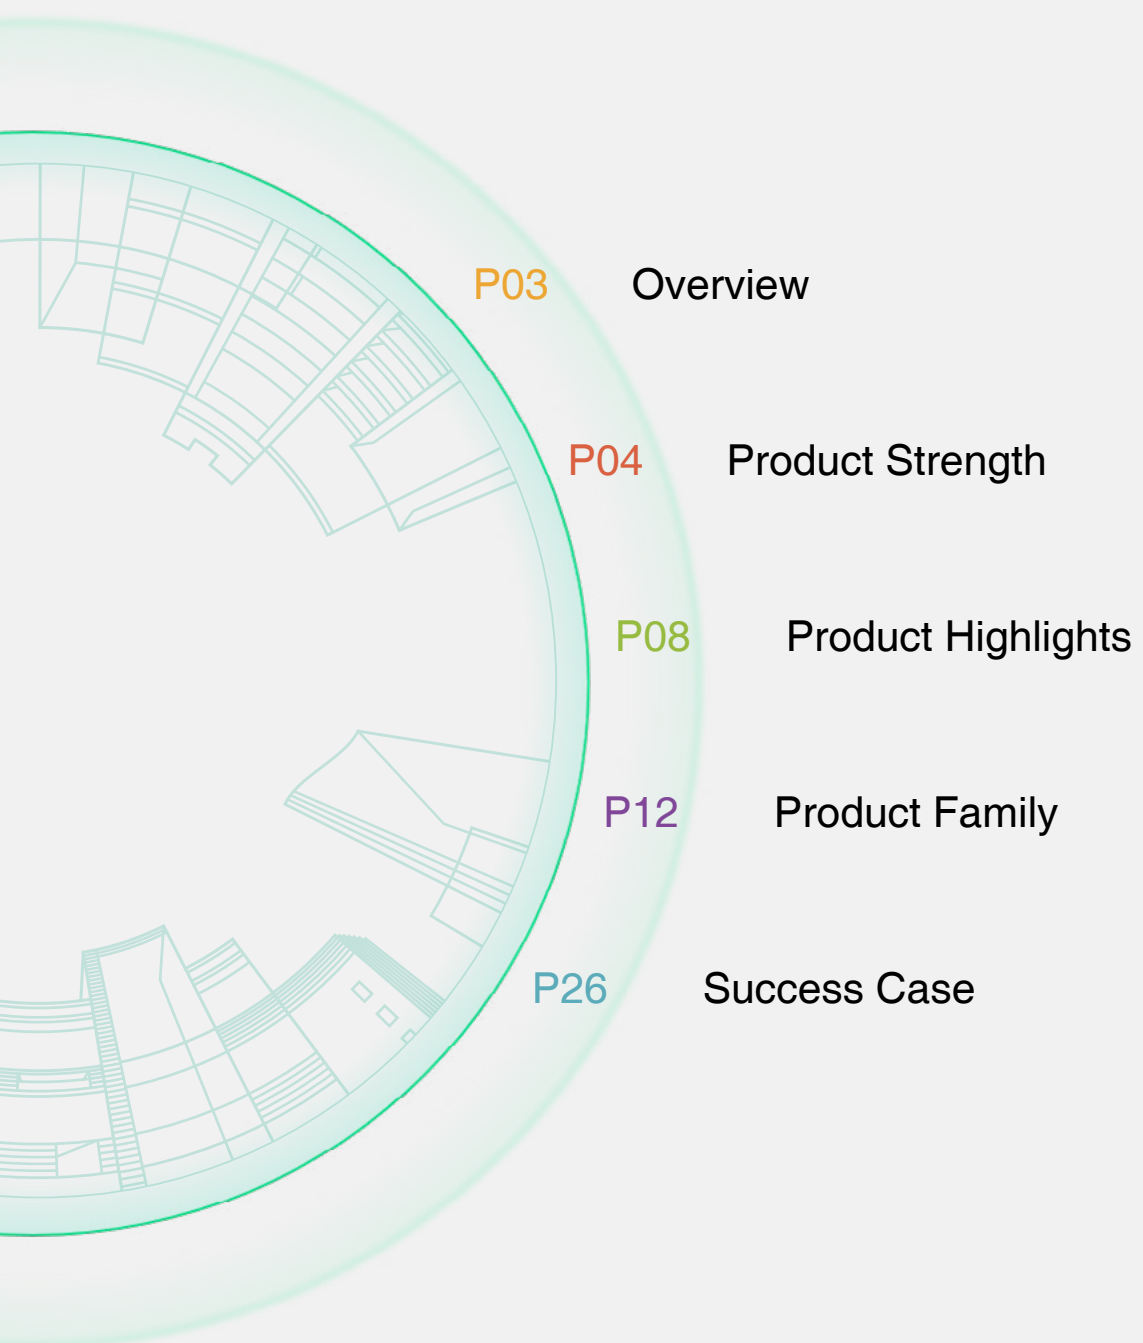 P03 Overview
P04 Product Strength
P08 Product Highlights
P12 Product Family
P26 Success Case